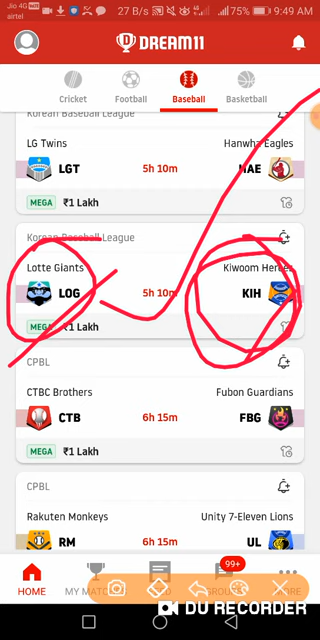 Jio 4G
airtel
27 B/s
75%
9:49 AM
DREAM11
Cricket Football Baseball Basketball
Korean Baseball League
LG Twins Hanwha Eagles
LGT 5h 10m HAE
MEGA ₹1 Lakh
Korean Baseball League
Lotte Giants Kiwoom Heroes
LOG 5h 10m KIH
MEGA ₹1 Lakh
CPBL
CTBC Brothers Fubon Guardians
CTB 6h 15m FBG
MEGA ₹1 Lakh
CPBL
Rakuten Monkeys Unity 7-Eleven Lions
RM 6h 15m UL
99+
HOME MY
DU RECORDER